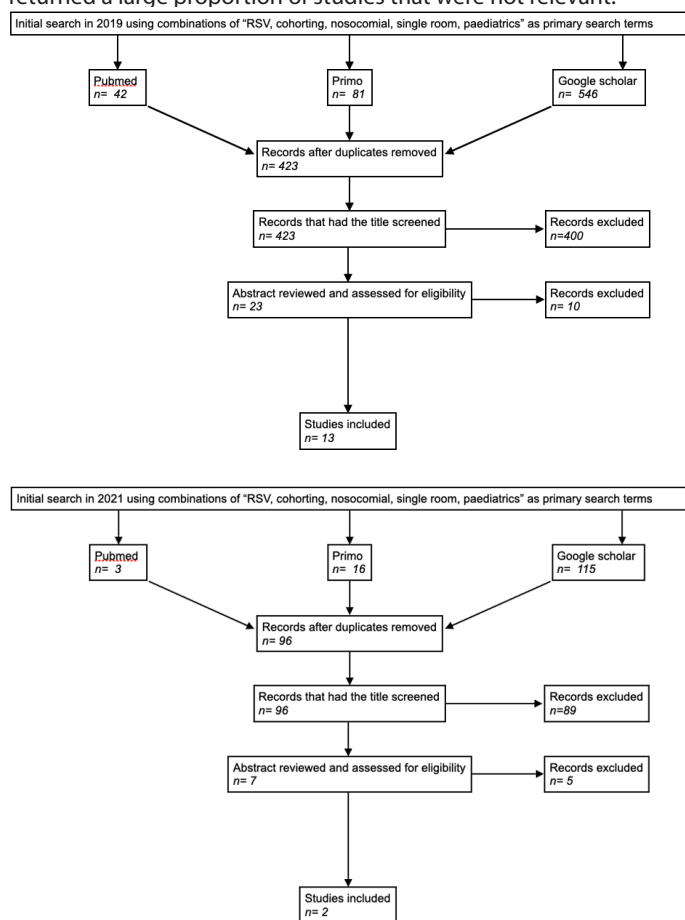 returned a large proportion of studies that were not relevant.
Initial search in 2019 using combinations of “RSV, cohorting, nosocomial, single room, paediatrics” as primary search terms
Pubmed
n= 42
Primo
n= 81
Google scholar
n= 546
Records after duplicates removed
n= 423
Records that had the title screened
n= 423
Records excluded
n=400
Abstract reviewed and assessed for eligibility
n= 23
Records excluded
n= 10
Studies included
n= 13
Initial search in 2021 using combinations of “RSV, cohorting, nosocomial, single room, paediatrics” as primary search terms
Pubmed
n= 3
Primo
n= 16
Google scholar
n= 115
Records after duplicates removed
n= 96
Records that had the title screened
n= 96
Records excluded
n=89
Abstract reviewed and assessed for eligibility
n= 7
Records excluded
n= 5
Studies included
n= 2